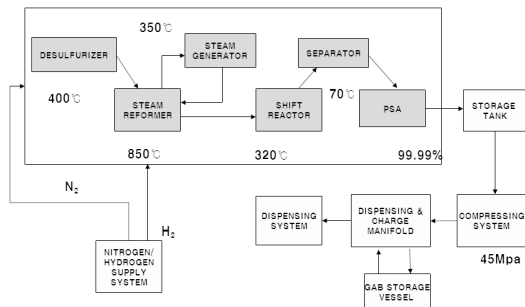 350℃
STEAM
GENERATOR
SEPARATOR
DESULFURIZER
400℃
STEAM
REFORMER
SHIFT
REACTOR
70℃
PSA
STORAGE
TANK
850℃
320℃
99.99%
N₂
H₂
DISPENSING
SYSTEM
DISPENSING &
CHARGE
MANIFOLD
COMPRESSING
SYSTEM
45Mpa
NITROGEN/
HYDROGEN
SUPPLY
SYSTEM
GAB STORAGE
VESSEL